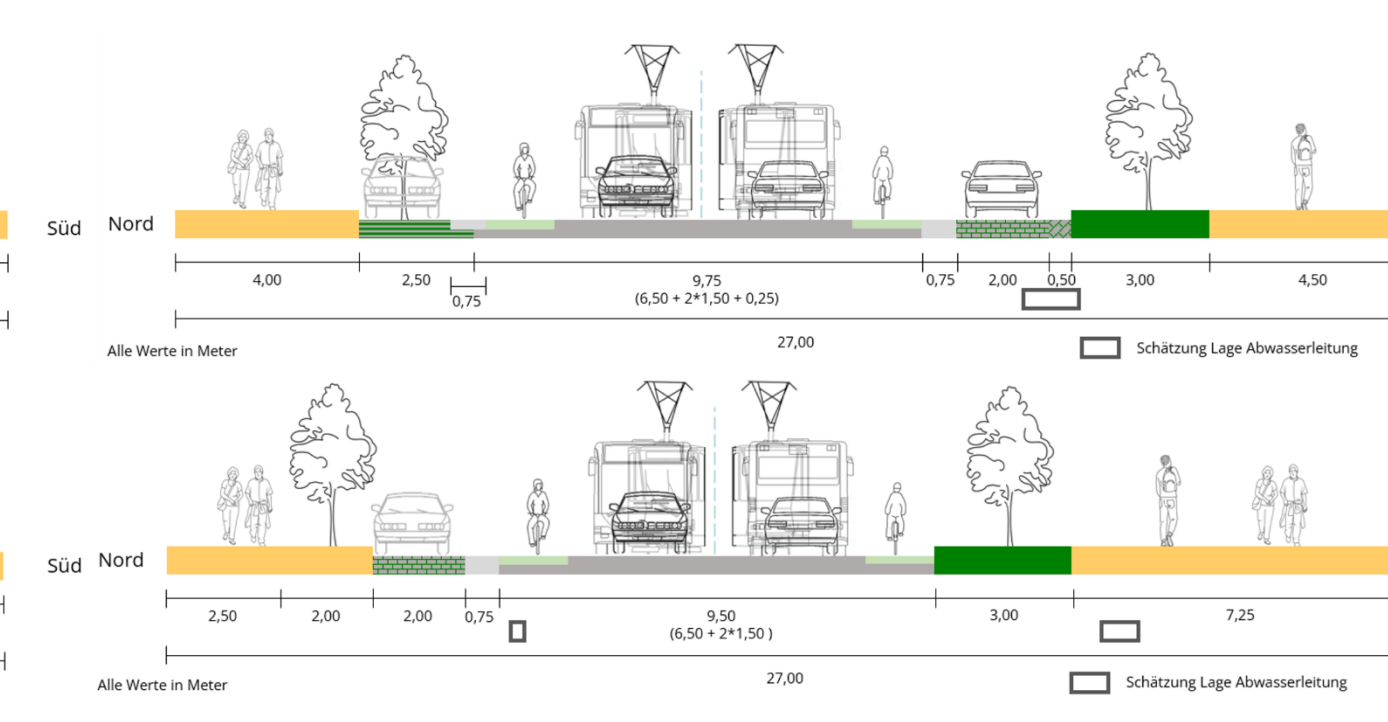 Süd
Nord
4,00
2,50
9,75
0,75
2,00
0,50
3,00
4,50
0,75
(6,50 + 2*1,50 + 0,25)
27,00
Alle Werte in Meter
Schätzung Lage Abwasserleitung
Süd
Nord
2,50
2,00
2,00
0,75
9,50
3,00
7,25
(6,50 + 2*1,50 )
27,00
Alle Werte in Meter
Schätzung Lage Abwasserleitung